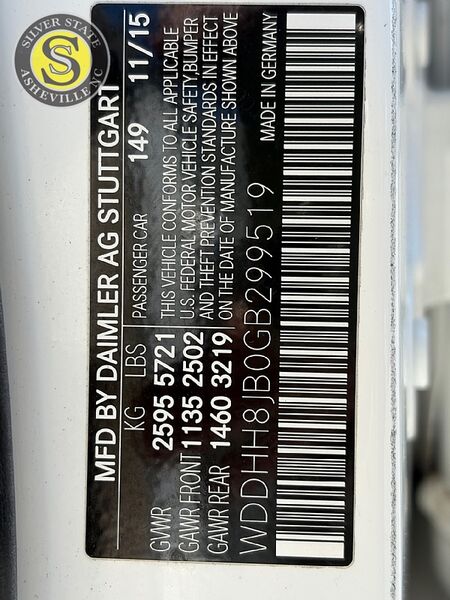 SILVER STATE
S
ASHEVILLE NC
MFD BY DAIMLER AG STUTTGART 11/15
KG LBS PASSENGER CAR 149
GVWR 2595 5721 THIS VEHICLE CONFORMS TO ALL APPLICABLE
U.S. FEDERAL MOTOR VEHICLE SAFETY, BUMPER
GAWR FRONT 1135 2502 AND THEFT PREVENTION STANDARDS IN EFFECT
GAWR REAR 1460 3219 ON THE DATE OF MANUFACTURE SHOWN ABOVE
WDDHH8JB0GB299519 MADE IN GERMANY